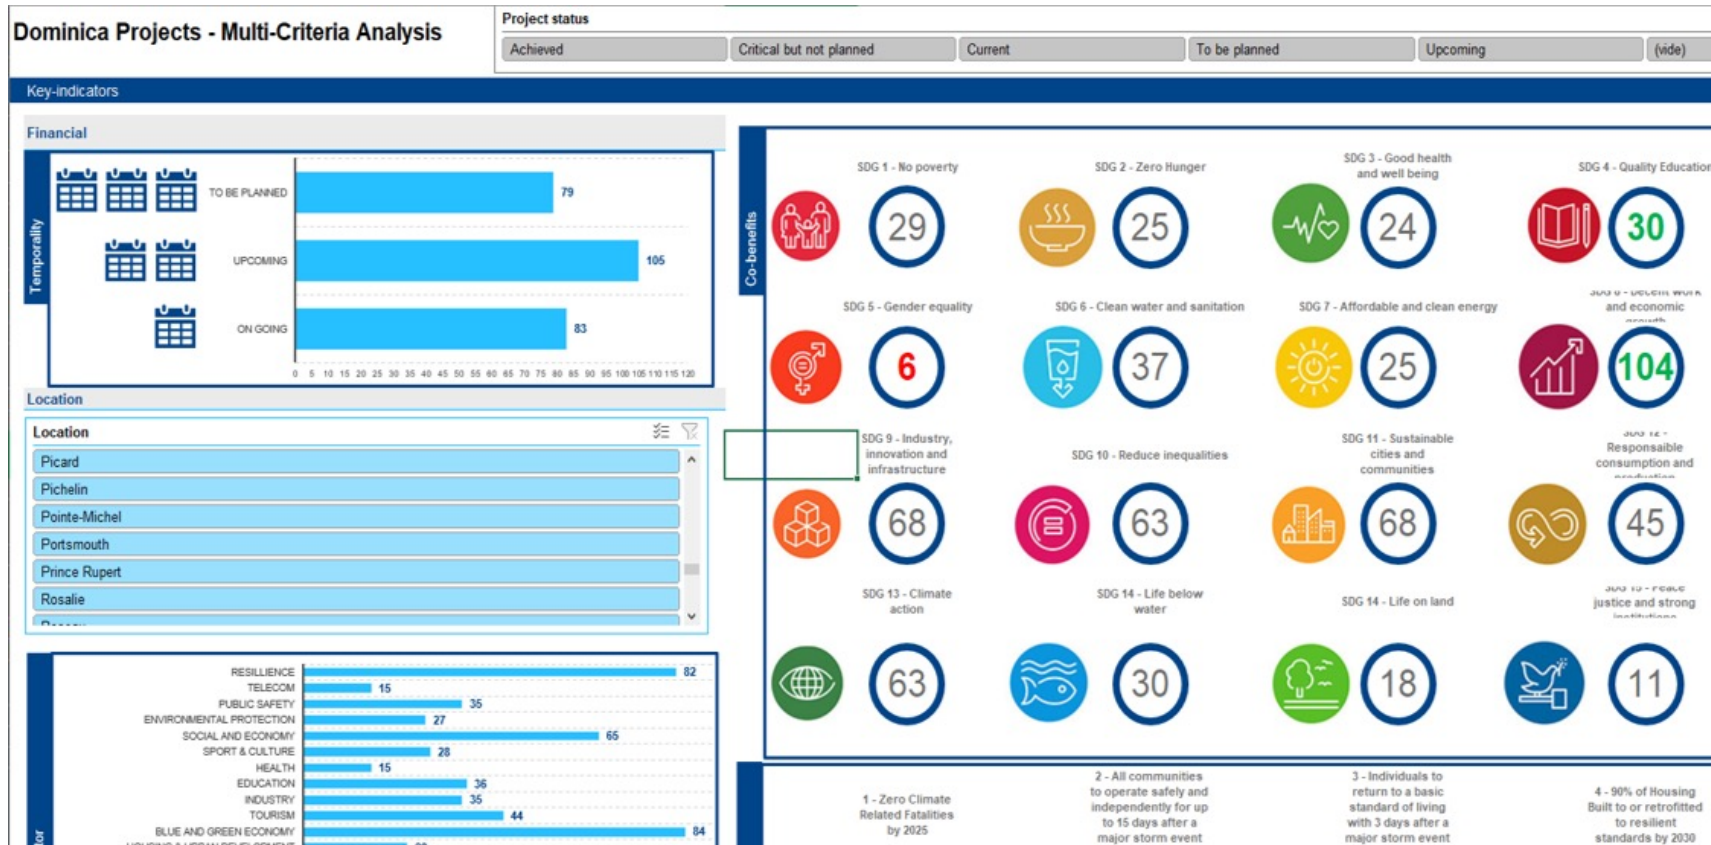 Dominica Projects - Multi-Criteria Analysis
Project status
Achieved
Critical but not planned
Current
To be planned
Upcoming
(vide)
Key-indicators
Financial
Temporality
TO BE PLANNED
79
UPCOMING
105
ON GOING
83
0 5 10 15 20 25 30 35 40 45 50 55 60 65 70 75 80 85 90 95 100 105 110 115 120
Location
Location
Picard
Pichelin
Pointe-Michel
Portsmouth
Prince Rupert
Rosalie
RESILLIENCE 82
TELECOM 15
PUBLIC SAFETY 35
ENVIRONMENTAL PROTECTION 27
SOCIAL AND ECONOMY 65
SPORT & CULTURE 28
HEALTH 15
EDUCATION 36
INDUSTRY 35
TOURISM 44
BLUE AND GREEN ECONOMY 84
Co-benefits
SDG 1 - No poverty
29
SDG 2 - Zero Hunger
25
SDG 3 - Good health
and well being
24
SDG 4 - Quality Education
30
SDG 5 - Gender equality
6
SDG 6 - Clean water and sanitation
37
SDG 7 - Affordable and clean energy
25
and economic
104
SDG 9 - Industry,
innovation and
infrastructure
68
SDG 10 - Reduce inequalities
63
SDG 11 - Sustainable
cities and
communities
68
Responsaible
consumption and
45
SDG 13 - Climate
action
63
SDG 14 - Life below
water
30
SDG 14 - Life on land
18
justice and strong
11
1 - Zero Climate
Related Fatalities
by 2025
2 - All communities
to operate safely and
independently for up
to 15 days after a
major storm event
3 - Individuals to
return to a basic
standard of living
with 3 days after a
major storm event
4 - 90% of Housing
Built to or retrofitted
to resilient
standards by 2030